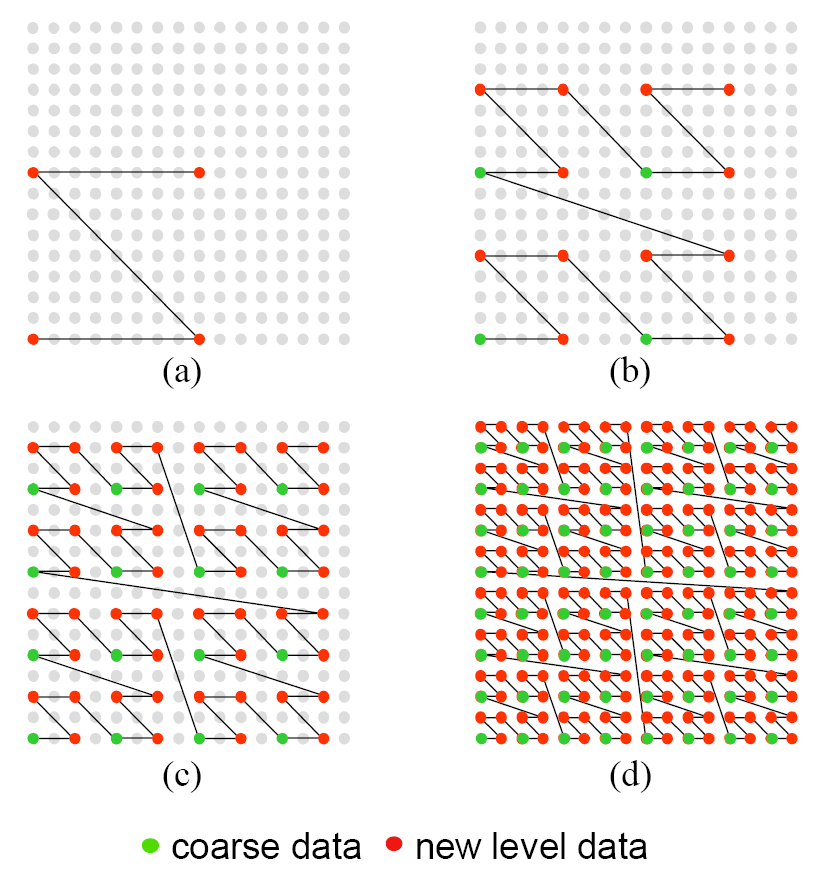 (a)
(b)
(c)
(d)
coarse data
new level data